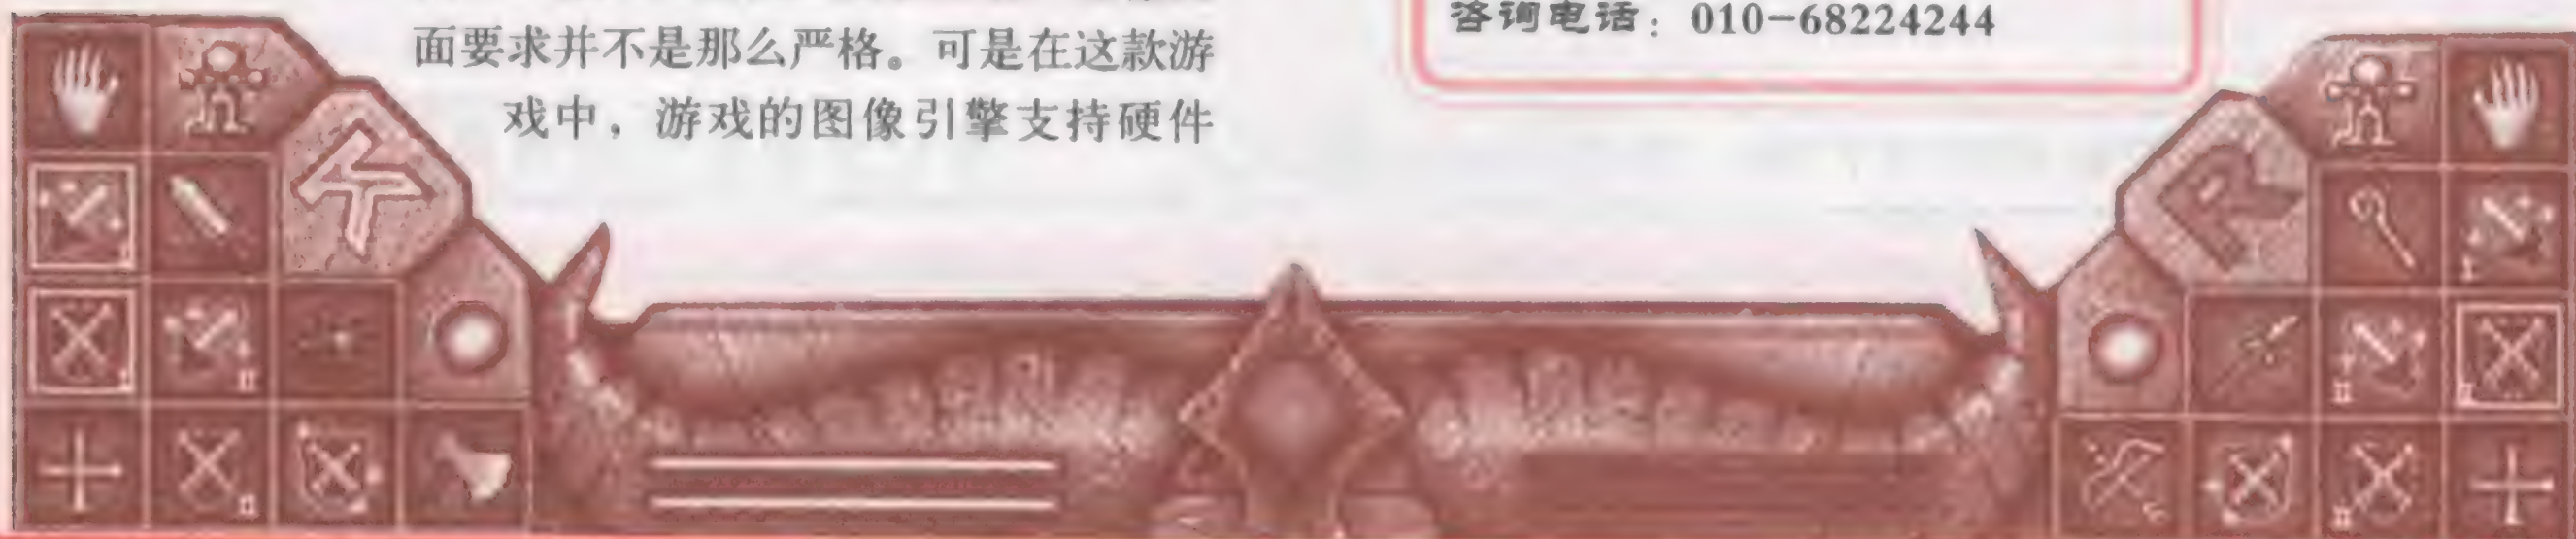 面要求并不是那么严格。可是在这款游
戏中，游戏的图像引擎支持硬件
咨询电话：010-68224244